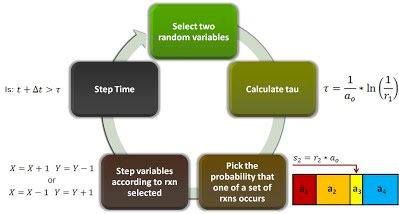 Select two
random variables
Calculate tau
τ = 1/a₀ * ln(1/r₁)
Pick the
probability that
one of a set of
rxns occurs
s₂ = r₂ * a₀
a₁ a₂ a₃ a₄
Step variables
according to rxn
selected
X = X + 1 Y = Y − 1
or
X = X − 1 Y = Y + 1
Step Time
Is: t + Δt > τ